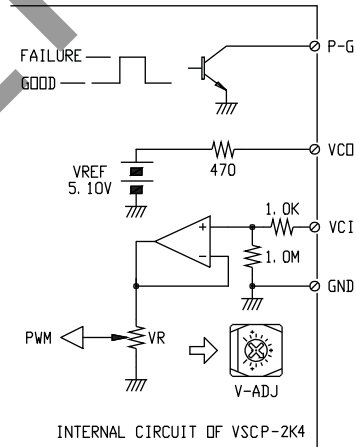 P-G
FAILURE
GOOD
VCO
470
VREF
5.10V
1.0K
VCI
+
1.0M
−
GND
PWM
VR
V-ADJ
INTERNAL CIRCUIT OF VSCP-2K4